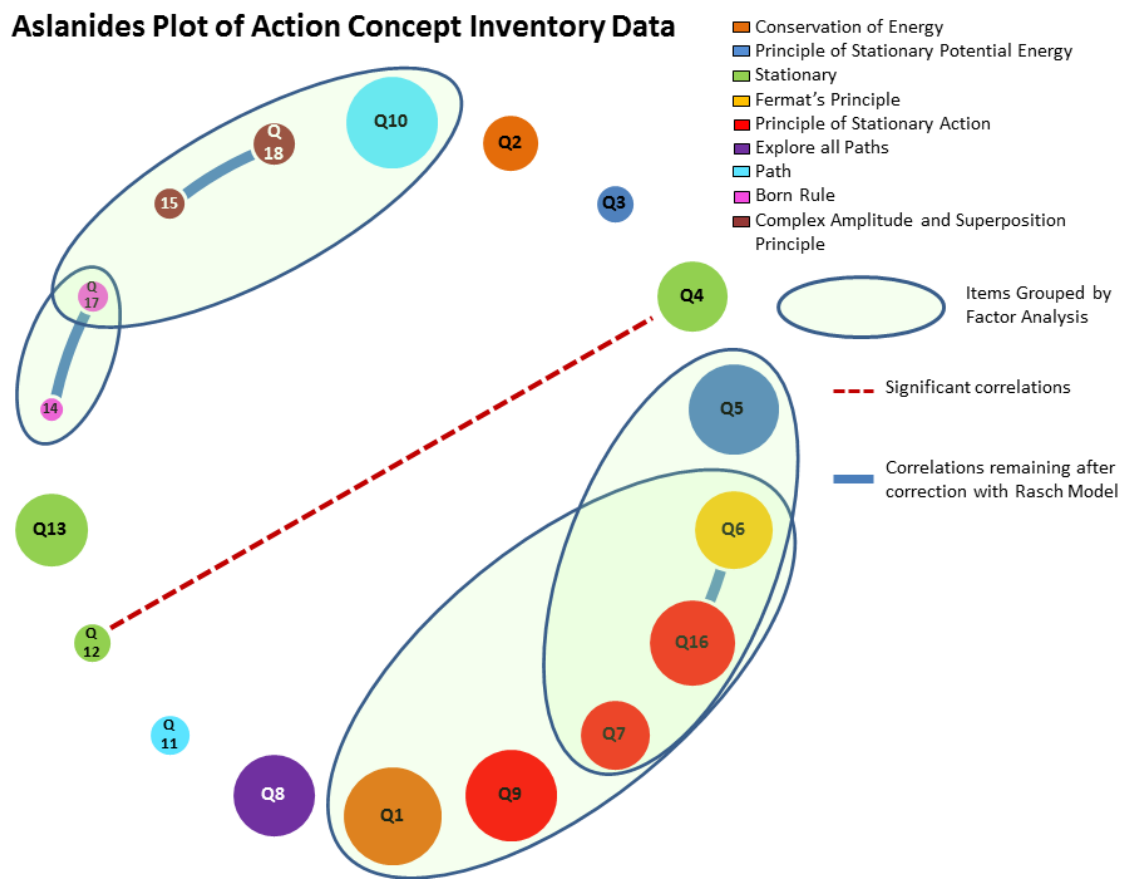 Aslanides Plot of Action Concept Inventory Data
Conservation of Energy
Principle of Stationary Potential Energy
Stationary
Fermat's Principle
Principle of Stationary Action
Explore all Paths
Path
Born Rule
Complex Amplitude and Superposition
Principle
Items Grouped by
Factor Analysis
Significant correlations
Correlations remaining after
correction with Rasch Model
Q10
Q2
Q
18
15
Q3
Q
17
Q4
14
Q5
Q13
Q6
Q
12
Q16
Q
11
Q7
Q8
Q9
Q1